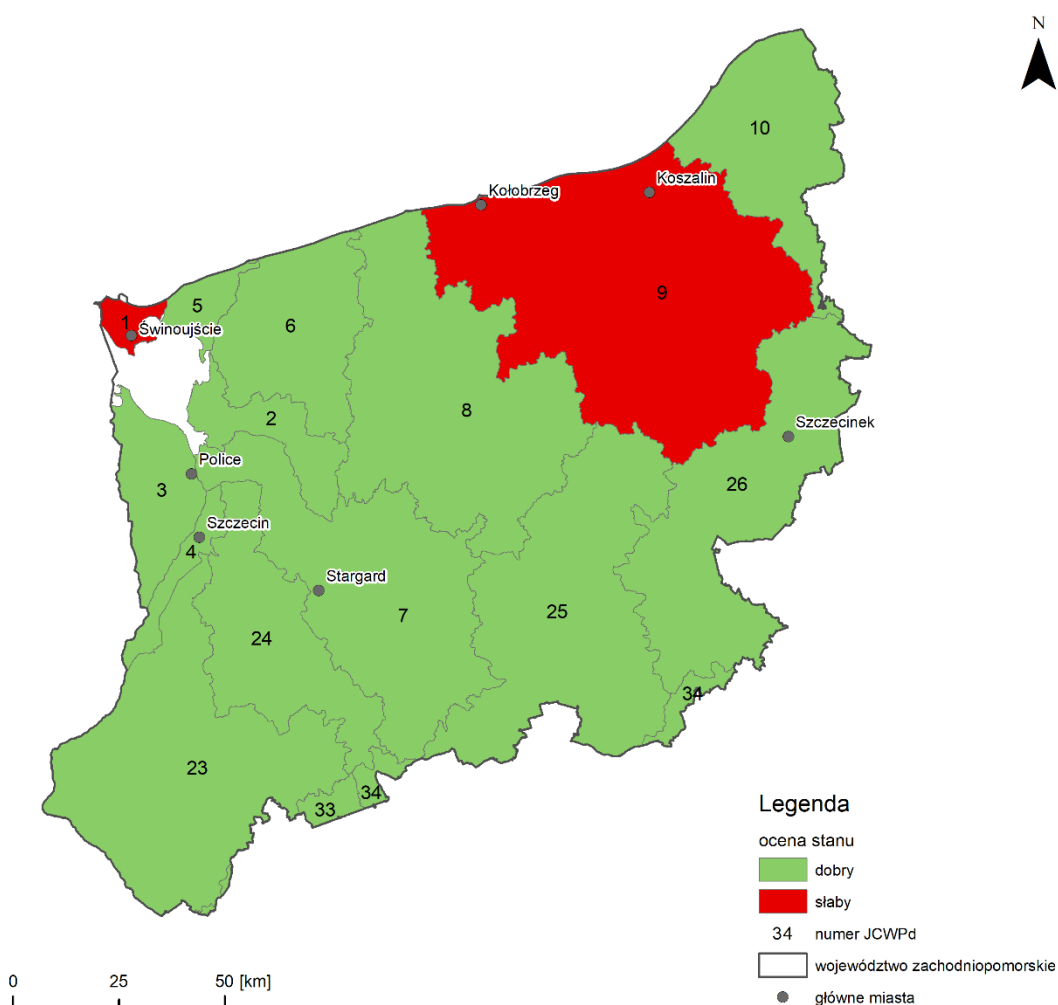 N
10
Koszalin
Kołobrzeg
9
5
1
Świnoujście
6
8
2
Szczecinek
Police
3
26
Szczecin
4
Stargard
7
25
24
34
23
34
33
Legenda
ocena stanu
dobry
słaby
34 numer JCWPd
województwo zachodniopomorskie
główne miasta
0 25 50 [km]